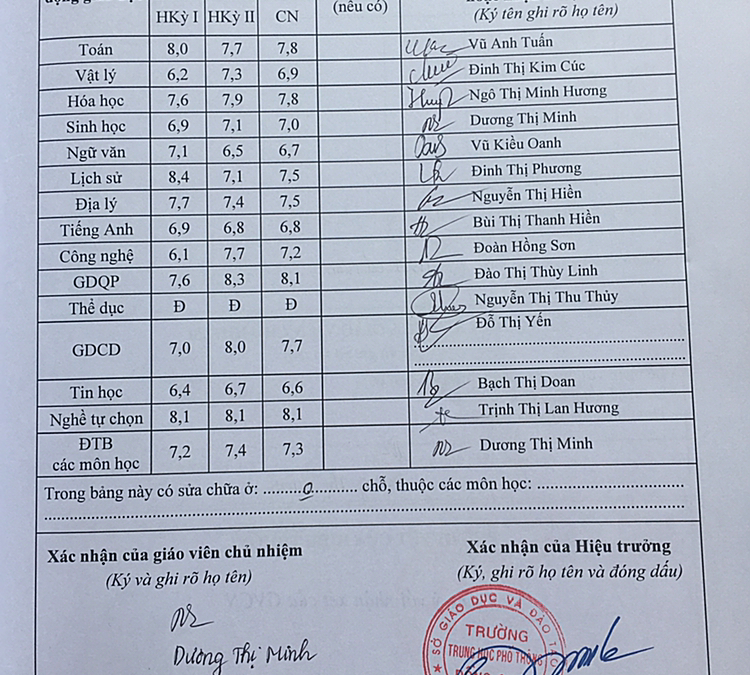 HKỳ I HKỳ II CN (nếu có) (Ký tên ghi rõ họ tên)
Toán 8,0 7,7 7,8 Vũ Anh Tuấn
Vật lý 6,2 7,3 6,9 Đinh Thị Kim Cúc
Hóa học 7,6 7,9 7,8 Ngô Thị Minh Hương
Sinh học 6,9 7,1 7,0 Dương Thị Minh
Ngữ văn 7,1 6,5 6,7 Vũ Kiều Oanh
Lịch sử 8,4 7,1 7,5 Đinh Thị Phương
Địa lý 7,7 7,4 7,5 Nguyễn Thị Hiền
Tiếng Anh 6,9 6,8 6,8 Bùi Thị Thanh Hiền
Công nghệ 6,1 7,7 7,2 Đoàn Hồng Sơn
GDQP 7,6 8,3 8,1 Đào Thị Thùy Linh
Thể dục Đ Đ Đ Nguyễn Thị Thu Thủy
GDCD 7,0 8,0 7,7 Đỗ Thị Yến
Tin học 6,4 6,7 6,6 Bạch Thị Doan
Nghề tự chọn 8,1 8,1 8,1 Trịnh Thị Lan Hương
ĐTB
các môn học 7,2 7,4 7,3 Dương Thị Minh
Trong bảng này có sửa chữa ở: .........0......... chỗ, thuộc các môn học: ..............................
Xác nhận của giáo viên chủ nhiệm Xác nhận của Hiệu trưởng
(Ký và ghi rõ họ tên) (Ký, ghi rõ họ tên và đóng dấu)
SỞ GIÁO DỤC VÀ ĐÀO TẠO
TRƯỜNG
TRUNG HỌC PHỔ THÔNG
Dương Thị Minh